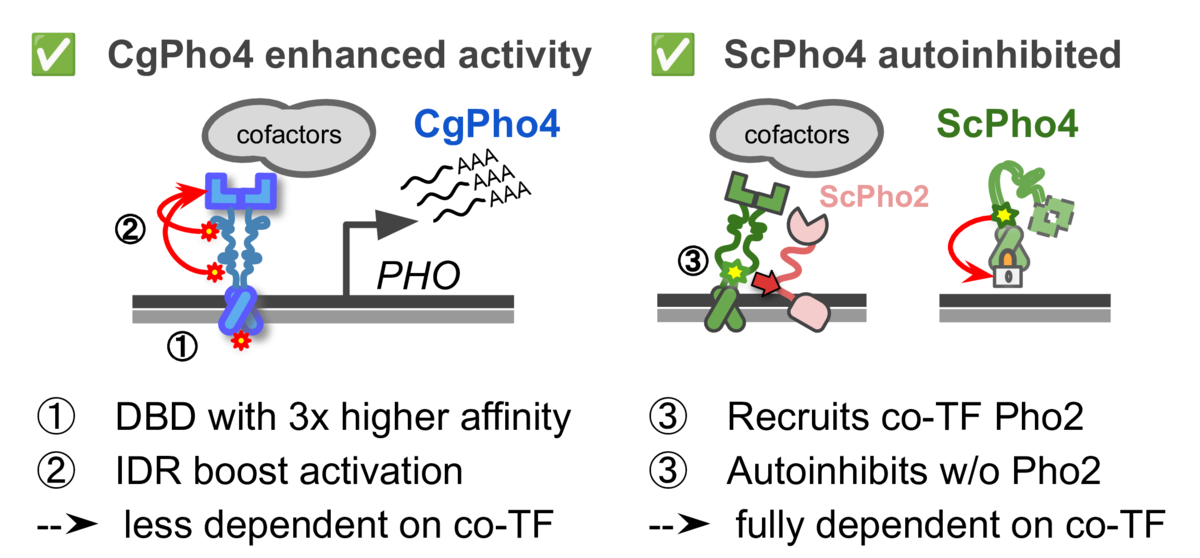 ✅ CgPho4 enhanced activity
cofactors
CgPho4
AAA
AAA
AAA
②
PHO
①
① DBD with 3x higher affinity
② IDR boost activation
--➤ less dependent on co-TF
✅ ScPho4 autoinhibited
cofactors
ScPho4
ScPho2
③
③ Recruits co-TF Pho2
③ Autoinhibits w/o Pho2
--➤ fully dependent on co-TF